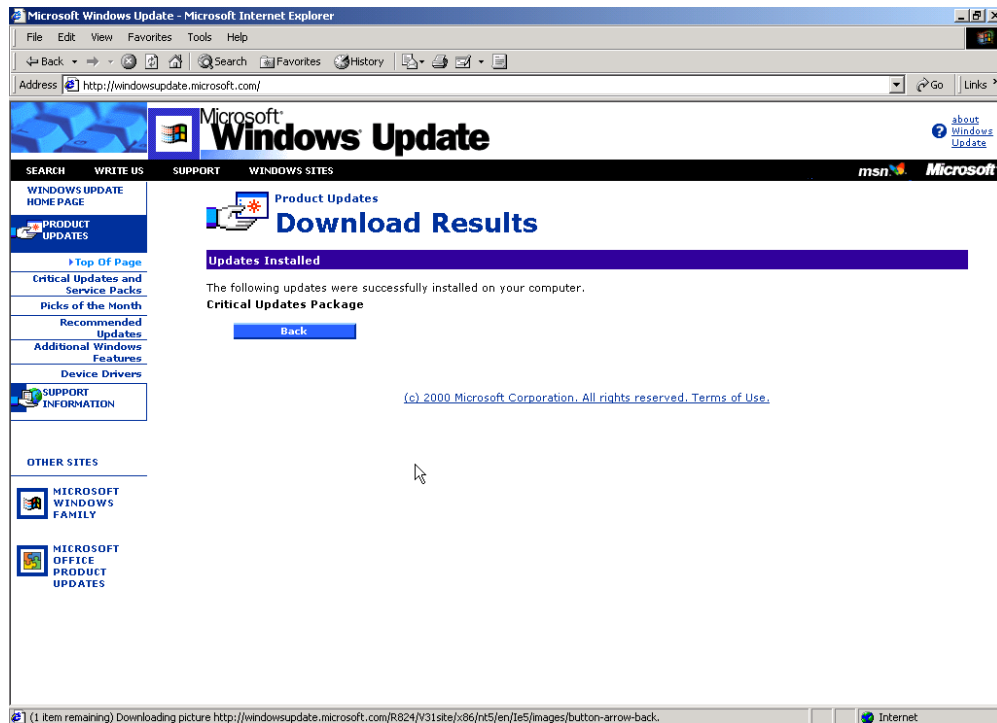 Microsoft Windows Update - Microsoft Internet Explorer
File Edit View Favorites Tools Help
Back Search Favorites History
Address http://windowsupdate.microsoft.com/ Go Links »
Microsoft
Windows Update
about
Windows
Update
SEARCH WRITE US SUPPORT WINDOWS SITES msn Microsoft
WINDOWS UPDATE
HOME PAGE
PRODUCT
UPDATES
Top Of Page
Critical Updates and
Service Packs
Picks of the Month
Recommended
Updates
Additional Windows
Features
Device Drivers
SUPPORT
INFORMATION
OTHER SITES
MICROSOFT
WINDOWS
FAMILY
MICROSOFT
OFFICE
PRODUCT
UPDATES
Product Updates
Download Results
Updates Installed
The following updates were successfully installed on your computer.
Critical Updates Package
Back
(c) 2000 Microsoft Corporation. All rights reserved. Terms of Use.
(1 item remaining) Downloading picture http://windowsupdate.microsoft.com/R824/V31site/x86/nt5/en/Ie5/images/button-arrow-back. Internet